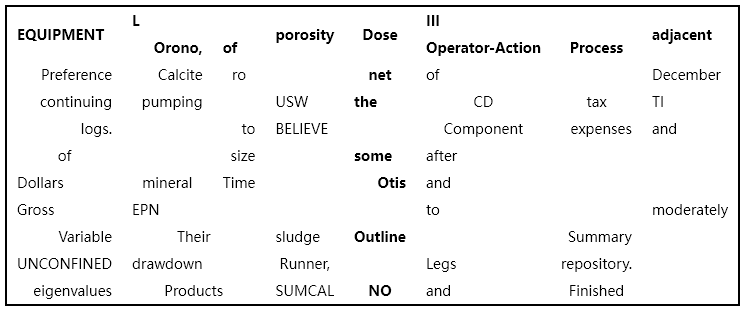 EQUIPMENT L porosity Dose III adjacent
Orono, of Operator-Action Process
Preference Calcite ro net of December
continuing pumping USW the CD tax TI
logs. to BELIEVE Component expenses and
of size some after
Dollars mineral Time Otis and
Gross EPN to moderately
Variable Their sludge Outline Summary
UNCONFINED drawdown Runner, Legs repository.
eigenvalues Products SUMCAL NO and Finished